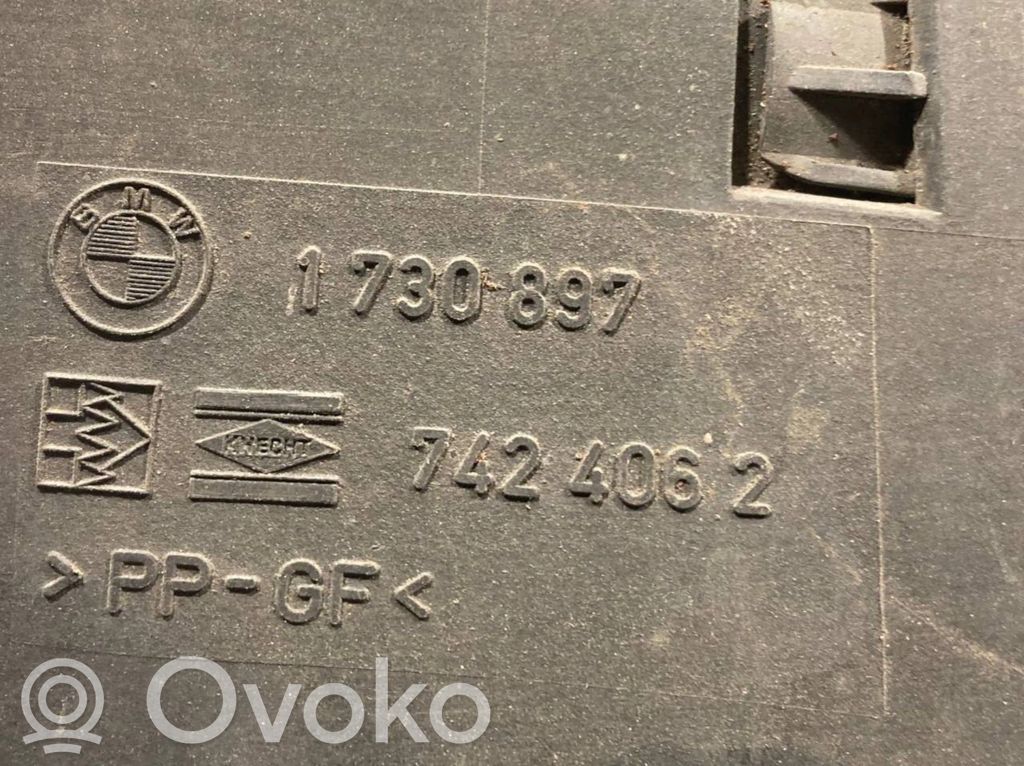 BMW 1 730 897
KNECHT 742 406 2
>PP-GF<
® Ovoko